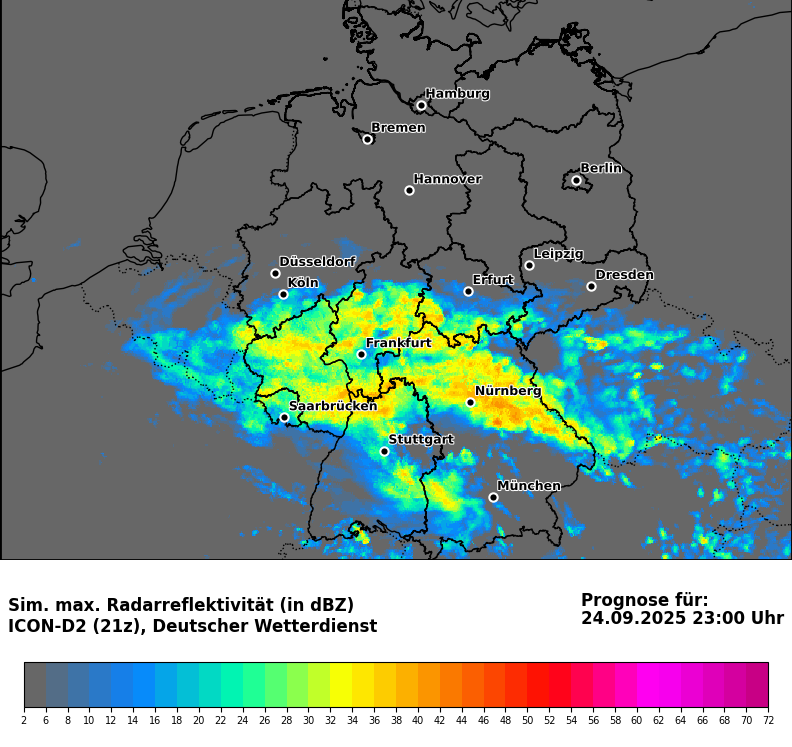 Hamburg
Bremen
Berlin
Hannover
Leipzig
Düsseldorf
Dresden
Köln
Erfurt
Frankfurt
Nürnberg
Saarbrücken
Stuttgart
München
Sim. max. Radarreflektivität (in dBZ)
ICON-D2 (21z), Deutscher Wetterdienst
Prognose für:
24.09.2025 23:00 Uhr
2 6 8 10 12 14 16 18 20 22 24 26 28 30 32 34 36 38 40 42 44 46 48 50 52 54 56 58 60 62 64 66 68 70 72